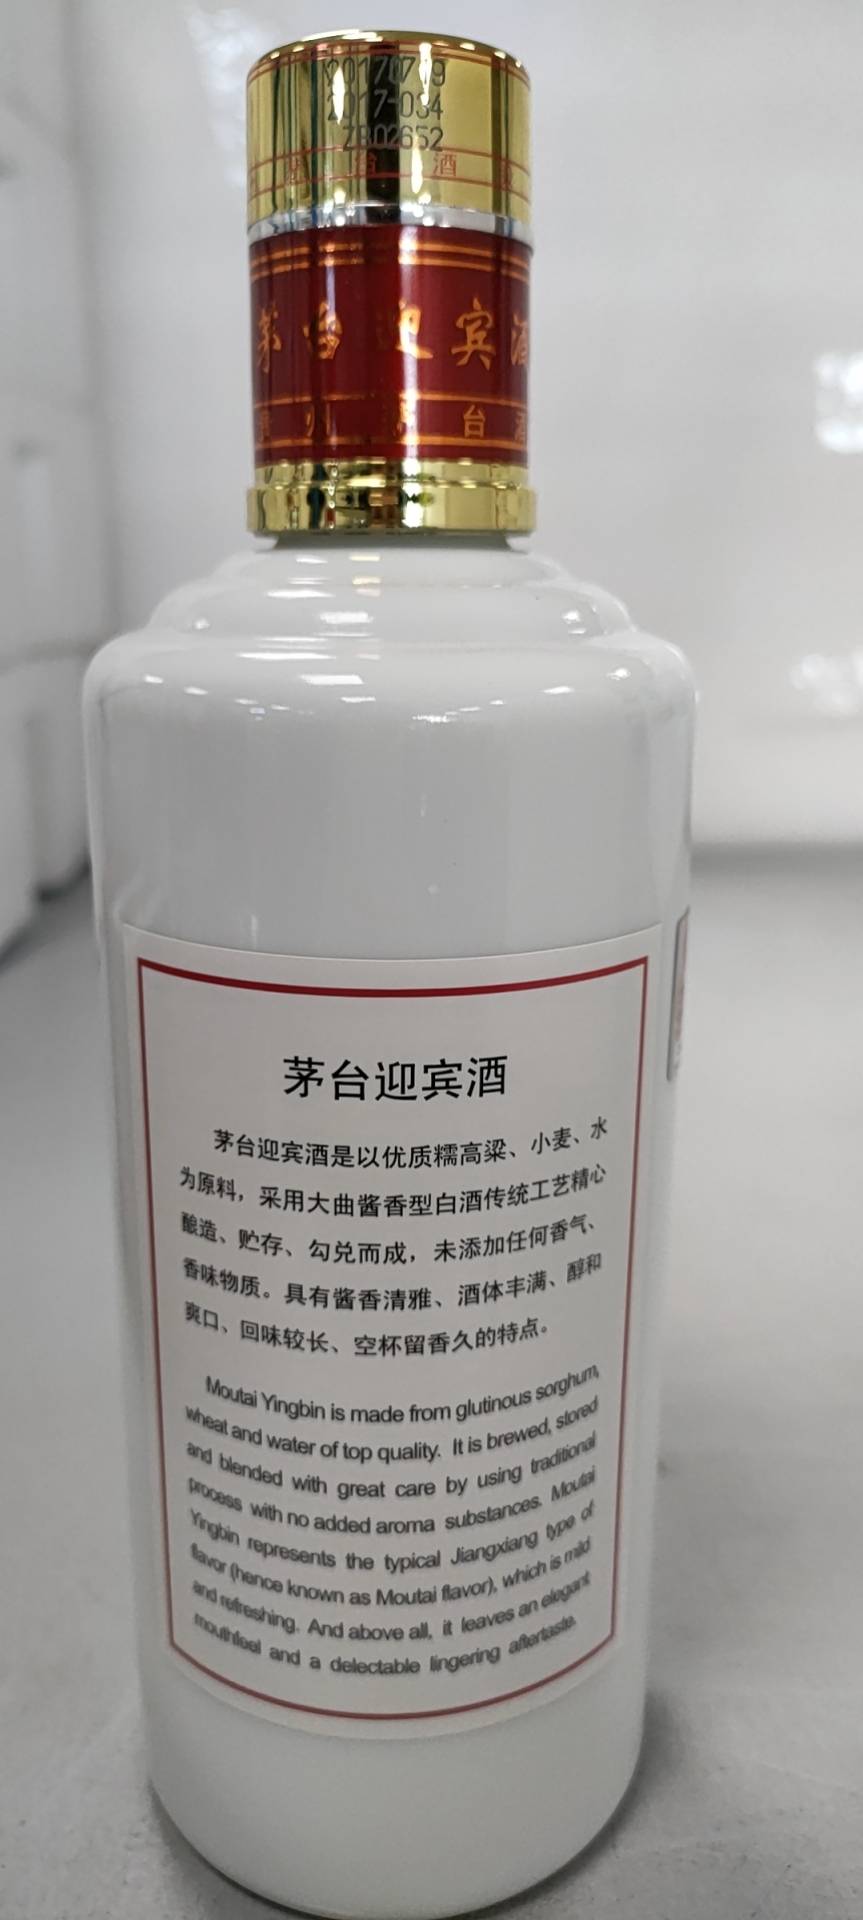 20170719
2017-034
ZB02652
台 酒
茅台迎宾酒
贵州茅台酒
茅台迎宾酒
茅台迎宾酒是以优质糯高粱、小麦、水
为原料，采用大曲酱香型白酒传统工艺精心
酿造、贮存、勾兑而成，未添加任何香气、
香味物质。具有酱香清雅、酒体丰满、醇和
爽口、回味较长、空杯留香久的特点。
Moutai Yingbin is made from glutinous sorghum,
wheat and water of top quality. It is brewed, stored
and blended with great care by using traditional
process with no added aroma substances. Moutai
Yingbin represents the typical Jiangxiang type of
flavor (hence known as Moutai flavor), which is mild
and refreshing. And above all, it leaves an elegant
mouthfeel and a delectable lingering aftertaste.